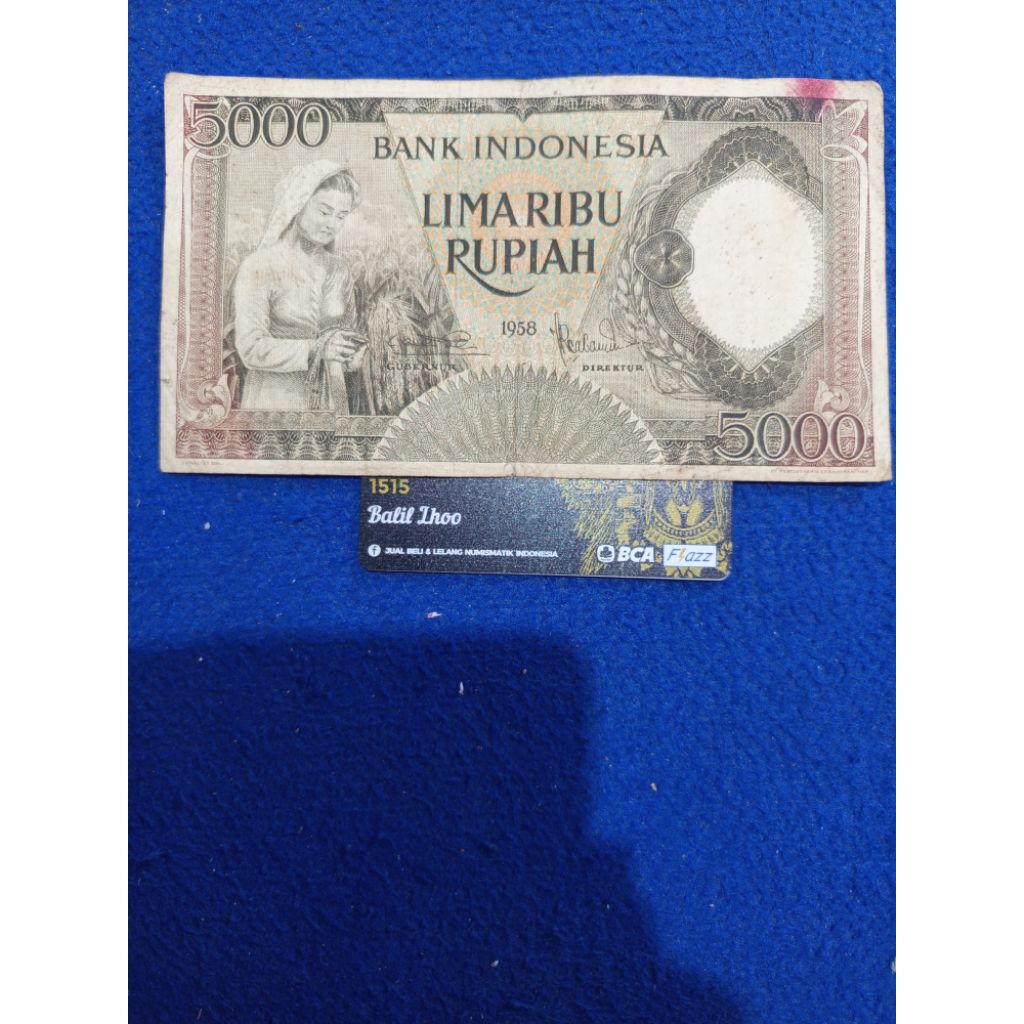 5000
BANK INDONESIA
LIMA RIBU
RUPIAH
1958
GUBERNUR
DIREKTUR
5000
1515
Balil Ihoo
JUAL BELI & LELANG NUMISMATIK INDONESIA
BCA Flazz